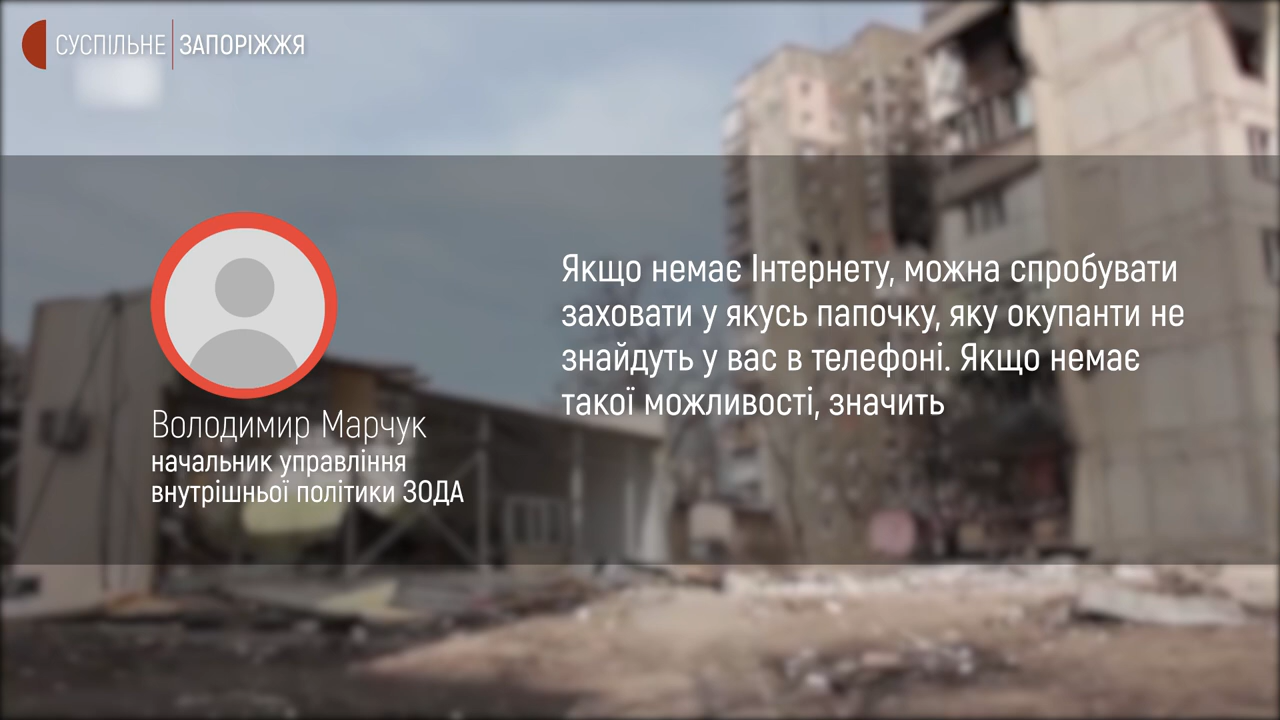 СУСПІЛЬНЕ ЗАПОРІЖЖЯ
Якщо немає Інтернету, можна спробувати
заховати у якусь папочку, яку окупанти не
знайдуть у вас в телефоні. Якщо немає
такої можливості, значить
Володимир Марчук
начальник управління
внутрішньої політики ЗОДА